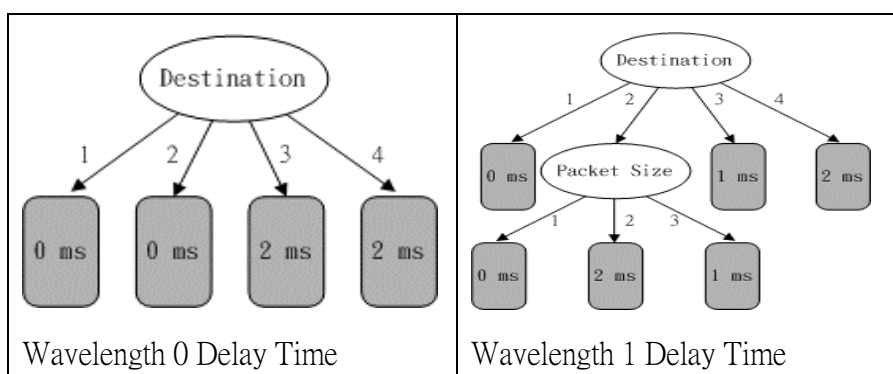 Destination
1 2 3 4
0 ms 0 ms 2 ms 2 ms
Wavelength 0 Delay Time
Destination
1 2 3 4
0 ms Packet Size 1 ms 2 ms
1 2 3
0 ms 2 ms 1 ms
Wavelength 1 Delay Time